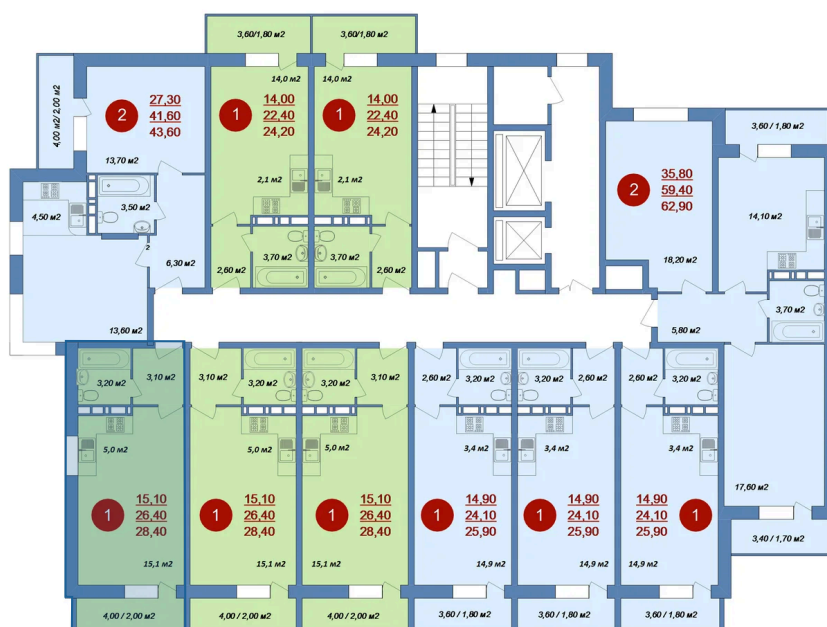 3,60/1,80 м2
3,60/1,80 м2
4,00 м2/ 2,00 м2
2
27,30
41,60
43,60
13,70 м2
14,0 м2
1
14,00
22,40
24,20
2,1 м2
14,0 м2
1
14,00
22,40
24,20
2,1 м2
3,60 / 1,80 м2
2
35,80
59,40
62,90
18,20 м2
14,10 м2
4,50 м2
3,50 м2
2
6,30 м2
13,60 м2
2,60 м2
3,70 м2
3,70 м2
2,60 м2
5,80 м2
3,70 м2
17,60 м2
3,40 / 1,70 м2
3,20 м2
3,10 м2
3,10 м2
3,20 м2
3,20 м2
3,10 м2
2,60 м2
3,20 м2
3,20 м2
2,60 м2
2,60 м2
3,20 м2
5,0 м2
5,0 м2
5,0 м2
3,4 м2
3,4 м2
3,4 м2
1
15,10
26,40
28,40
1
15,10
26,40
28,40
1
15,10
26,40
28,40
1
14,90
24,10
25,90
1
14,90
24,10
25,90
14,90
24,10
25,90
1
15,1 м2
15,1 м2
15,1 м2
14,9 м2
14,9 м2
14,9 м2
4,00 / 2,00 м2
4,00 / 2,00 м2
4,00 / 2,00 м2
3,60 / 1,80 м2
3,60 / 1,80 м2
3,60 / 1,80 м2